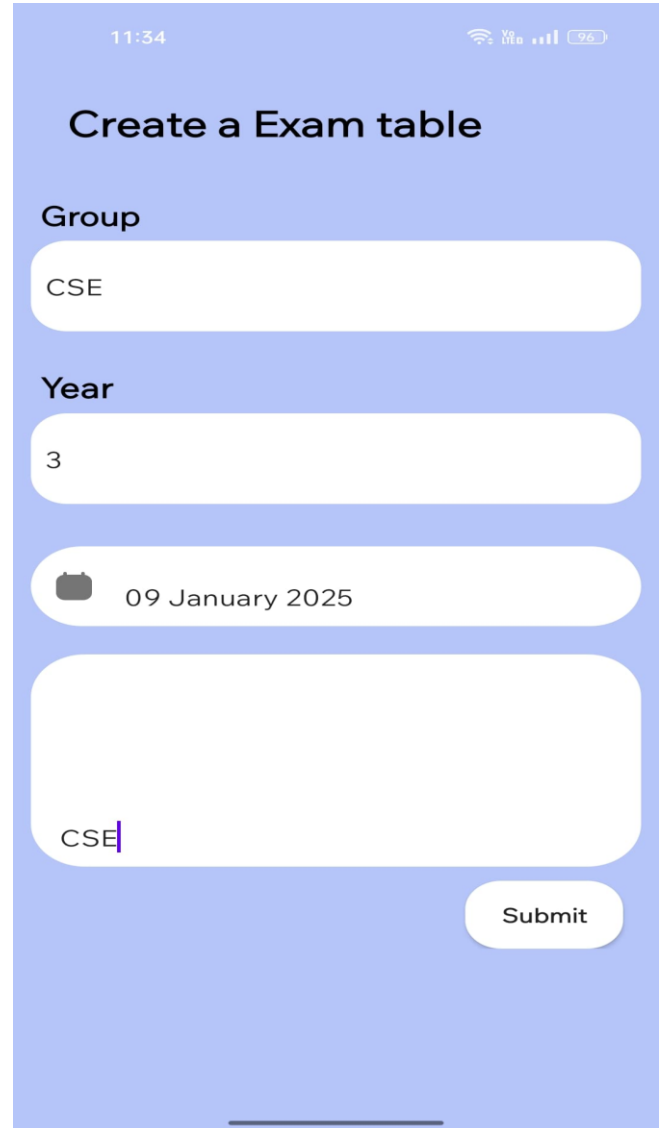 11:34
96
Create a Exam table
Group
CSE
Year
3
09 January 2025
CSE
Submit